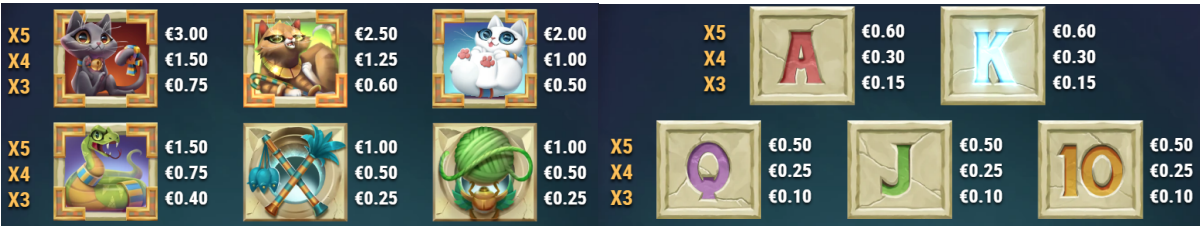 X5 €3.00 €2.50 €2.00
X4 €1.50 €1.25 €1.00
X3 €0.75 €0.60 €0.50
X5 €1.50 €1.00 €1.00
X4 €0.75 €0.50 €0.50
X3 €0.40 €0.25 €0.25
X5 A €0.60 K €0.60
X4 €0.30 €0.30
X3 €0.15 €0.15
X5 Q €0.50 J €0.50 10 €0.50
X4 €0.25 €0.25 €0.25
X3 €0.10 €0.10 €0.10